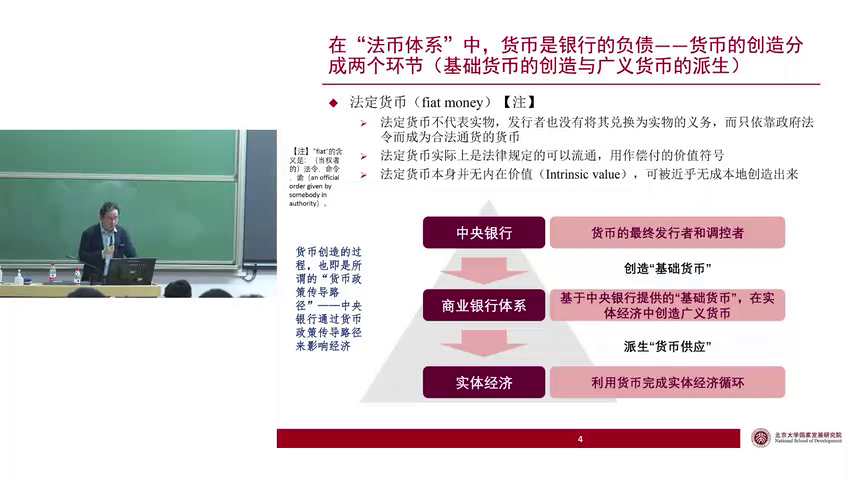 在“法币体系”中，货币是银行的负债——货币的创造分
成两个环节（基础货币的创造与广义货币的派生）
法定货币（fiat money）【注】
法定货币不代表实物，发行者也没有将其兑换为实物的义务，而只依靠政府法
令而成为合法通货的货币
法定货币实际上是法律规定的可以流通，用作偿付的价值符号
法定货币本身并无内在价值（Intrinsic value），可被近乎无成本地创造出来
【注】“fiat”的含
义是：（当权者
的）法令，命令
，谕（an official
order given by
somebody in
authority）。
货币创造的过
程，也即是所
谓的“货币政
策传导路
径”——中央
银行通过货币
政策传导路径
来影响经济
中央银行
货币的最终发行者和调控者
创造“基础货币”
商业银行体系
基于中央银行提供的“基础货币”，在实
体经济中创造广义货币
派生“货币供应”
实体经济
利用货币完成实体经济循环
4
北京大学国家发展研究院
National School of Development